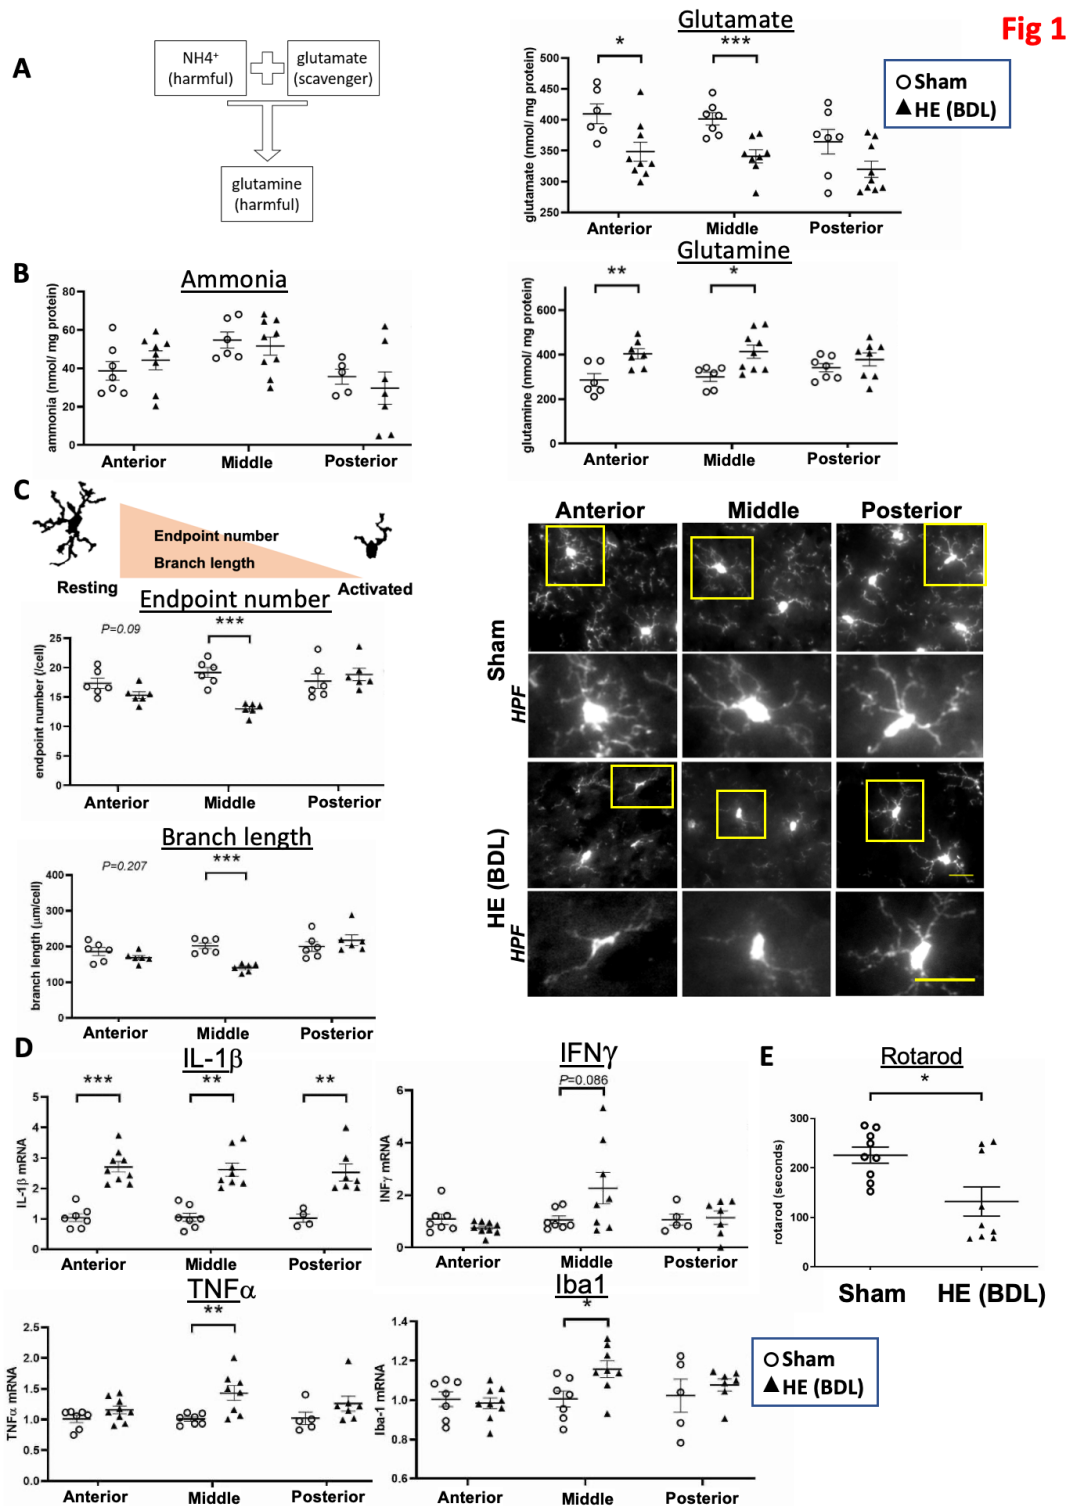 Fig 1
A
NH4⁺
(harmful)
glutamate
(scavenger)
glutamine
(harmful)
Glutamate
*
***
glutamate (nmol/ mg protein)
500
450
400
350
300
250
Anterior
Middle
Posterior
Sham
HE (BDL)
B
Ammonia
ammonia (nmol/ mg protein)
80
60
40
20
0
Anterior
Middle
Posterior
Glutamine
**
*
glutamine (nmol/ mg protein)
600
400
200
0
Anterior
Middle
Posterior
C
Endpoint number
Branch length
Resting
Activated
Endpoint number
P=0.09
***
endpoint number (/cell)
25
20
15
10
5
0
Anterior
Middle
Posterior
Branch length
P=0.207
***
branch length (μm/cell)
400
300
200
100
0
Anterior
Middle
Posterior
Anterior
Middle
Posterior
Sham
HPF
HE (BDL)
HPF
D
IL-1β
***
**
**
IL-1β mRNA
5
4
3
2
1
0
Anterior
Middle
Posterior
IFNγ
P=0.086
INFγ mRNA
6
4
2
0
Anterior
Middle
Posterior
E
Rotarod
*
rotarod (seconds)
300
200
100
0
Sham
HE (BDL)
TNFα
**
TNFα mRNA
2.5
2.0
1.5
1.0
0.5
0.0
Anterior
Middle
Posterior
Iba1
*
Iba-1 mRNA
1.4
1.2
1.0
0.8
0.6
Anterior
Middle
Posterior
Sham
HE (BDL)